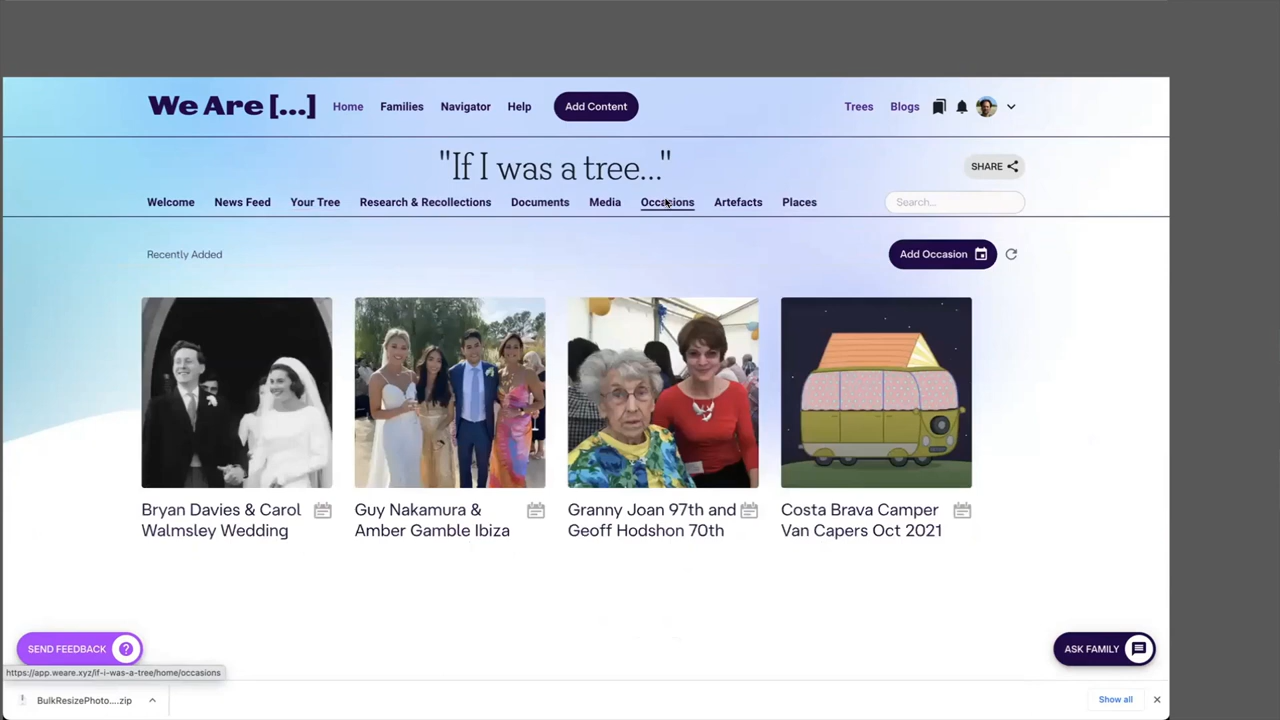 We Are [...]
Home Families Navigator Help Add Content Trees Blogs
"If I was a tree..."
SHARE
Welcome News Feed Your Tree Research & Recollections Documents Media Occasions Artefacts Places Search...
Recently Added
Add Occasion
Bryan Davies & Carol
Walmsley Wedding
Guy Nakamura &
Amber Gamble Ibiza
Granny Joan 97th and
Geoff Hodshon 70th
Costa Brava Camper
Van Capers Oct 2021
SEND FEEDBACK ?
ASK FAMILY
https://app.weare.xyz/if-i-was-a-tree/home/occasions
BulkResizePhoto....zip
Show all